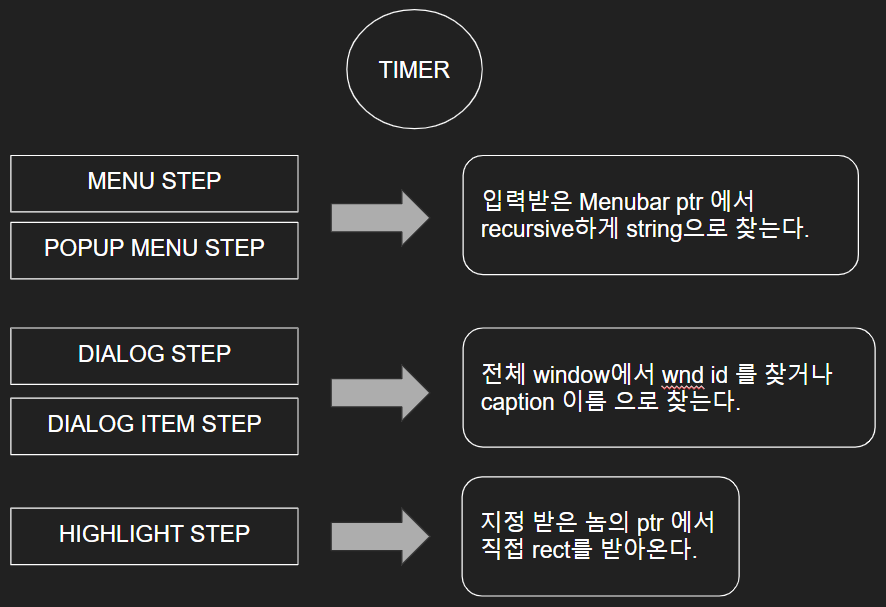 TIMER
MENU STEP
POPUP MENU STEP
입력받은 Menubar ptr 에서
recursive하게 string으로 찾는다.
DIALOG STEP
DIALOG ITEM STEP
전체 window에서 wnd id 를 찾거나
caption 이름 으로 찾는다.
HIGHLIGHT STEP
지정 받은 놈의 ptr 에서
직접 rect를 받아온다.